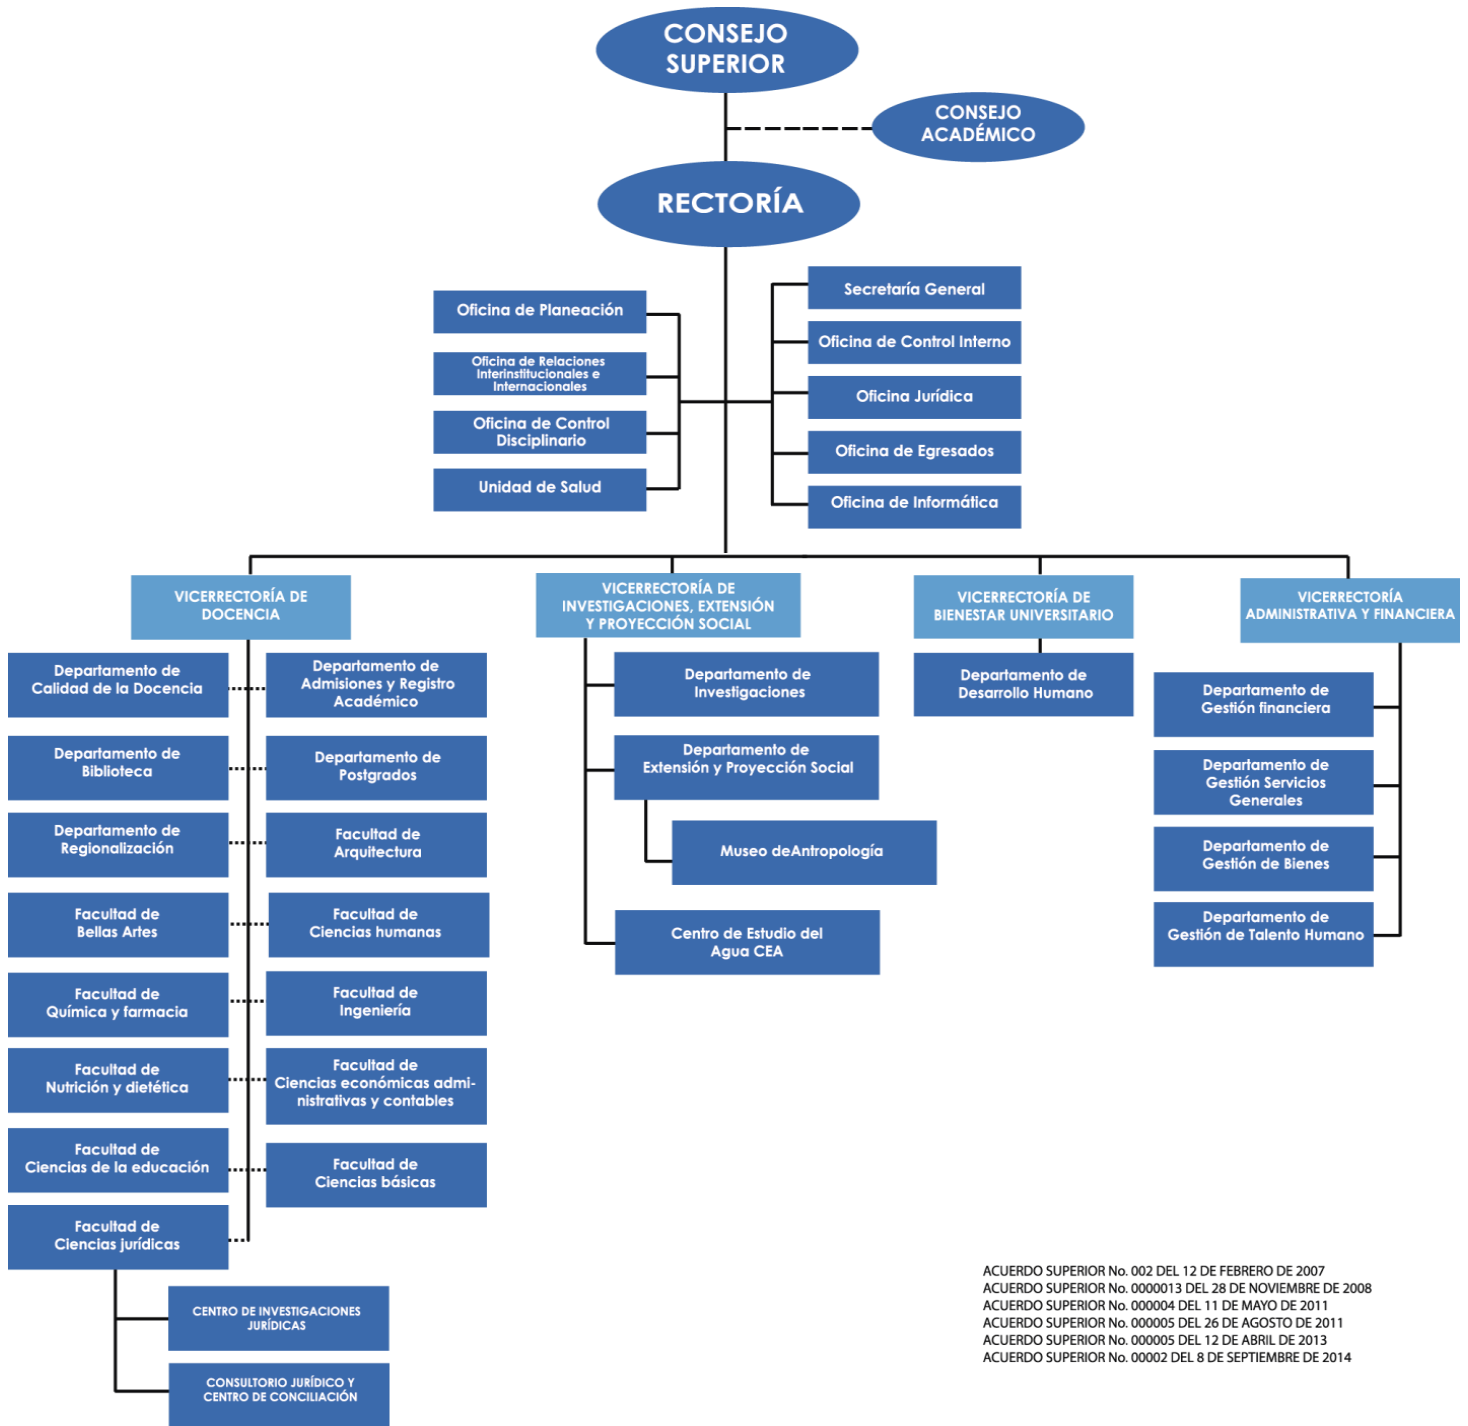 CONSEJO
SUPERIOR
CONSEJO
ACADÉMICO
RECTORÍA
Oficina de Planeación
Oficina de Relaciones
Interinstitucionales e
Internacionales
Oficina de Control
Disciplinario
Unidad de Salud
Secretaría General
Oficina de Control Interno
Oficina Jurídica
Oficina de Egresados
Oficina de Informática
VICERRECTORÍA DE
DOCENCIA
Departamento de
Calidad de la Docencia
Departamento de
Admisiones y Registro
Académico
Departamento de
Biblioteca
Departamento de
Postgrados
Departamento de
Regionalización
Facultad de
Arquitectura
Facultad de
Bellas Artes
Facultad de
Ciencias humanas
Facultad de
Química y farmacia
Facultad de
Ingeniería
Facultad de
Nutrición y dietética
Facultad de
Ciencias económicas admi-
nistrativas y contables
Facultad de
Ciencias de la educación
Facultad de
Ciencias básicas
Facultad de
Ciencias jurídicas
CENTRO DE INVESTIGACIONES
JURÍDICAS
CONSULTORIO JURÍDICO Y
CENTRO DE CONCILIACIÓN
VICERRECTORÍA DE
INVESTIGACIONES, EXTENSIÓN
Y PROYECCIÓN SOCIAL
Departamento de
Investigaciones
Departamento de
Extensión y Proyección Social
Museo deAntropología
Centro de Estudio del
Agua CEA
VICERRECTORÍA DE
BIENESTAR UNIVERSITARIO
Departamento de
Desarrollo Humano
VICERRECTORÍA
ADMINISTRATIVA Y FINANCIERA
Departamento de
Gestión financiera
Departamento de
Gestión Servicios
Generales
Departamento de
Gestión de Bienes
Departamento de
Gestión de Talento Humano
ACUERDO SUPERIOR No. 002 DEL 12 DE FEBRERO DE 2007
ACUERDO SUPERIOR No. 0000013 DEL 28 DE NOVIEMBRE DE 2008
ACUERDO SUPERIOR No. 000004 DEL 11 DE MAYO DE 2011
ACUERDO SUPERIOR No. 000005 DEL 26 DE AGOSTO DE 2011
ACUERDO SUPERIOR No. 000005 DEL 12 DE ABRIL DE 2013
ACUERDO SUPERIOR No. 00002 DEL 8 DE SEPTIEMBRE DE 2014